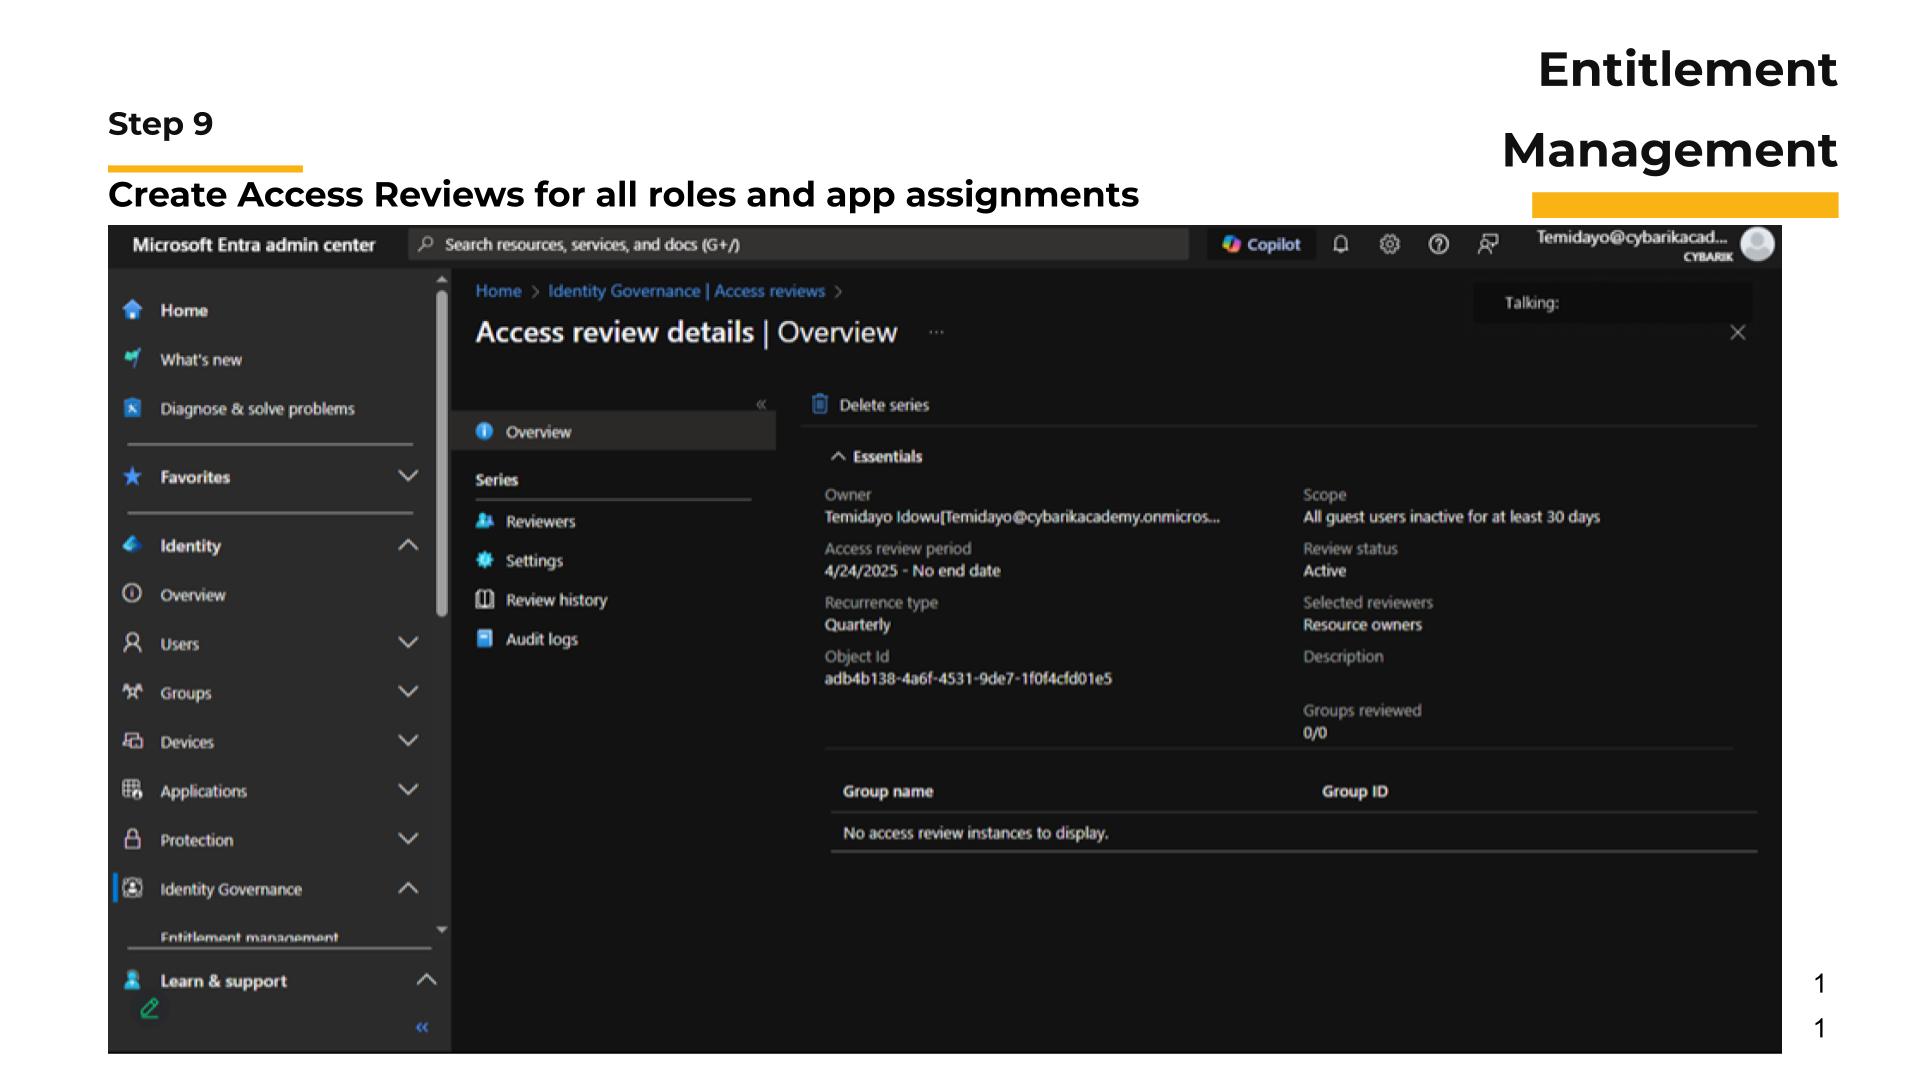 Entitlement
Management
Step 9
Create Access Reviews for all roles and app assignments
Microsoft Entra admin center
Search resources, services, and docs (G+/)
Copilot
Temidayo@cybarikacad...
CYBARIK
Home
What's new
Diagnose & solve problems
Favorites
Identity
Overview
Users
Groups
Devices
Applications
Protection
Identity Governance
Entitlement management
Learn & support
Home > Identity Governance | Access reviews >
Talking:
Access review details | Overview ...
Overview
Series
Reviewers
Settings
Review history
Audit logs
Delete series
Essentials
Owner
Temidayo Idowu[Temidayo@cybarikacademy.onmicros...
Access review period
4/24/2025 - No end date
Recurrence type
Quarterly
Object Id
adb4b138-4a6f-4531-9de7-1f0f4cfd01e5
Scope
All guest users inactive for at least 30 days
Review status
Active
Selected reviewers
Resource owners
Description
Groups reviewed
0/0
Group name Group ID
No access review instances to display.
1
1